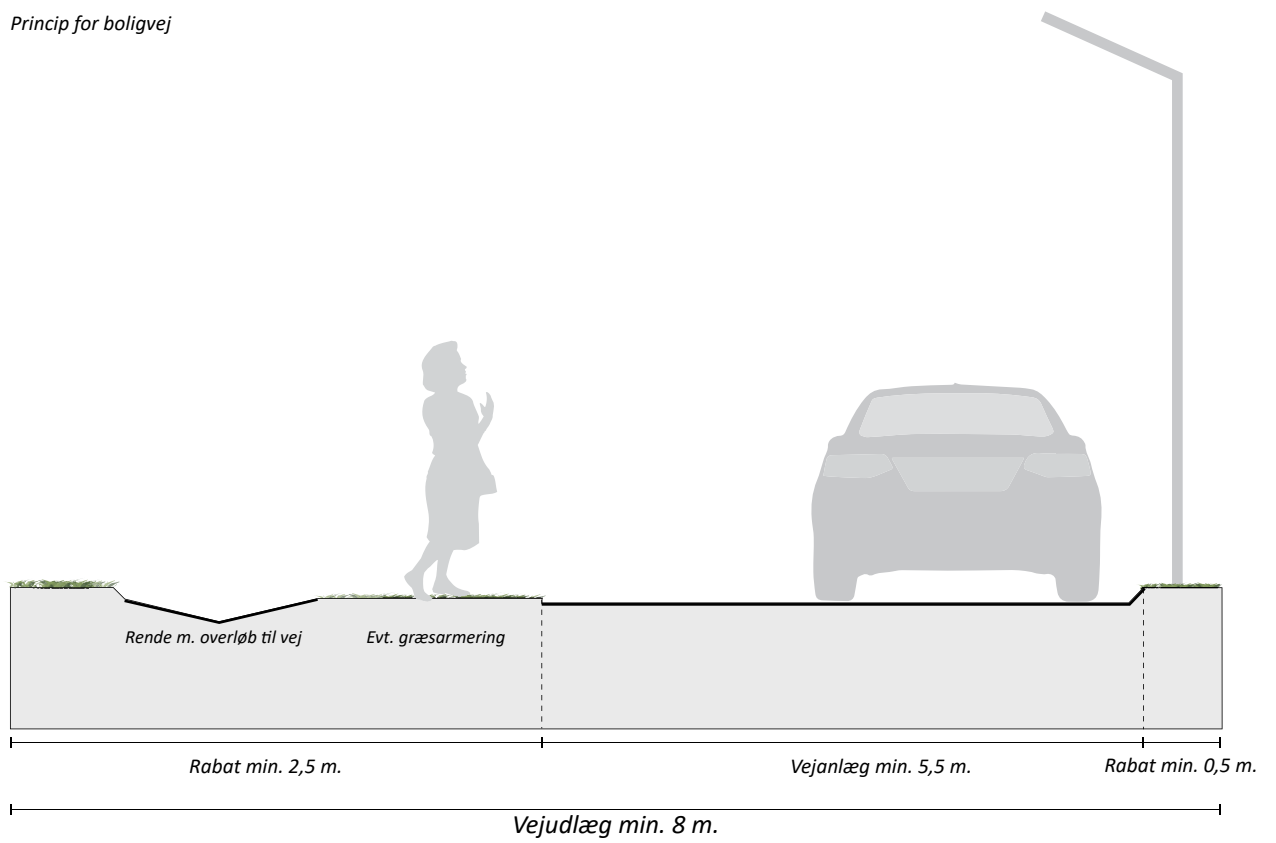 Princip for boligvej
Rende m. overløb til vej
Evt. græsarmering
Rabat min. 2,5 m.
Vejanlæg min. 5,5 m.
Rabat min. 0,5 m.
Vejudlæg min. 8 m.